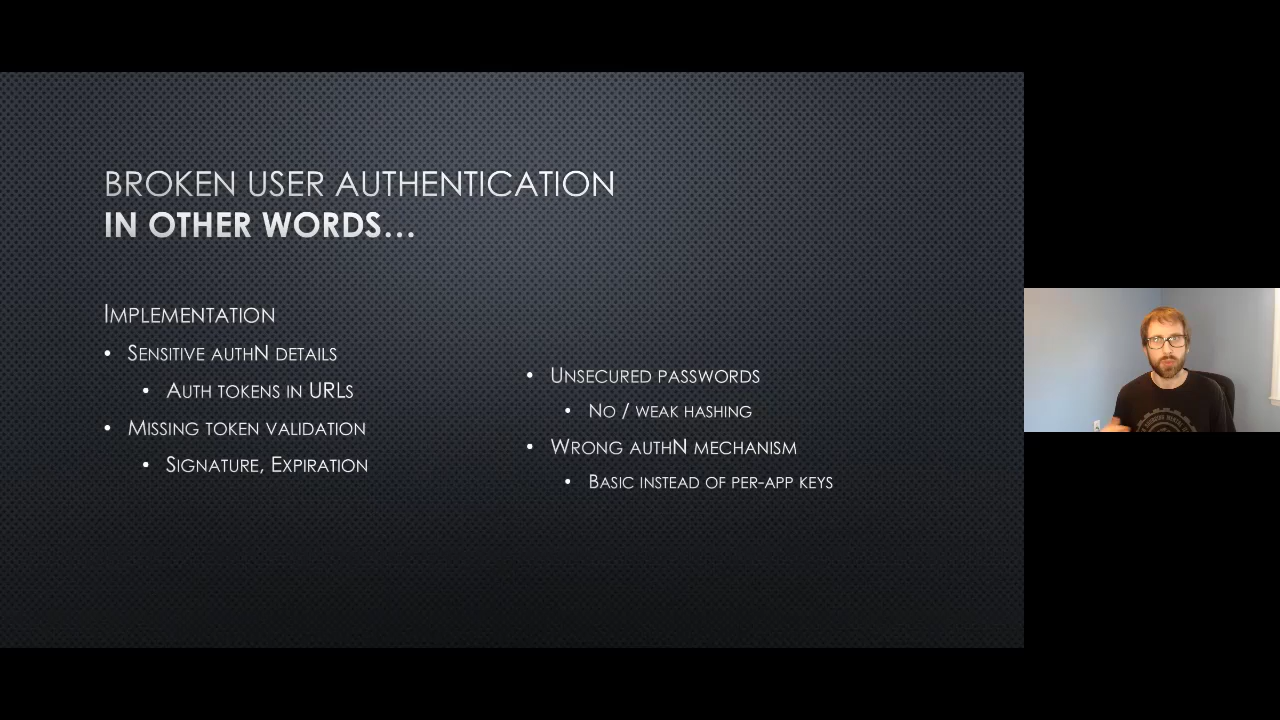 BROKEN USER AUTHENTICATION
IN OTHER WORDS…
IMPLEMENTATION
• SENSITIVE AUTHN DETAILS
• AUTH TOKENS IN URLS
• MISSING TOKEN VALIDATION
• SIGNATURE, EXPIRATION
• UNSECURED PASSWORDS
• NO / WEAK HASHING
• WRONG AUTHN MECHANISM
• BASIC INSTEAD OF PER-APP KEYS